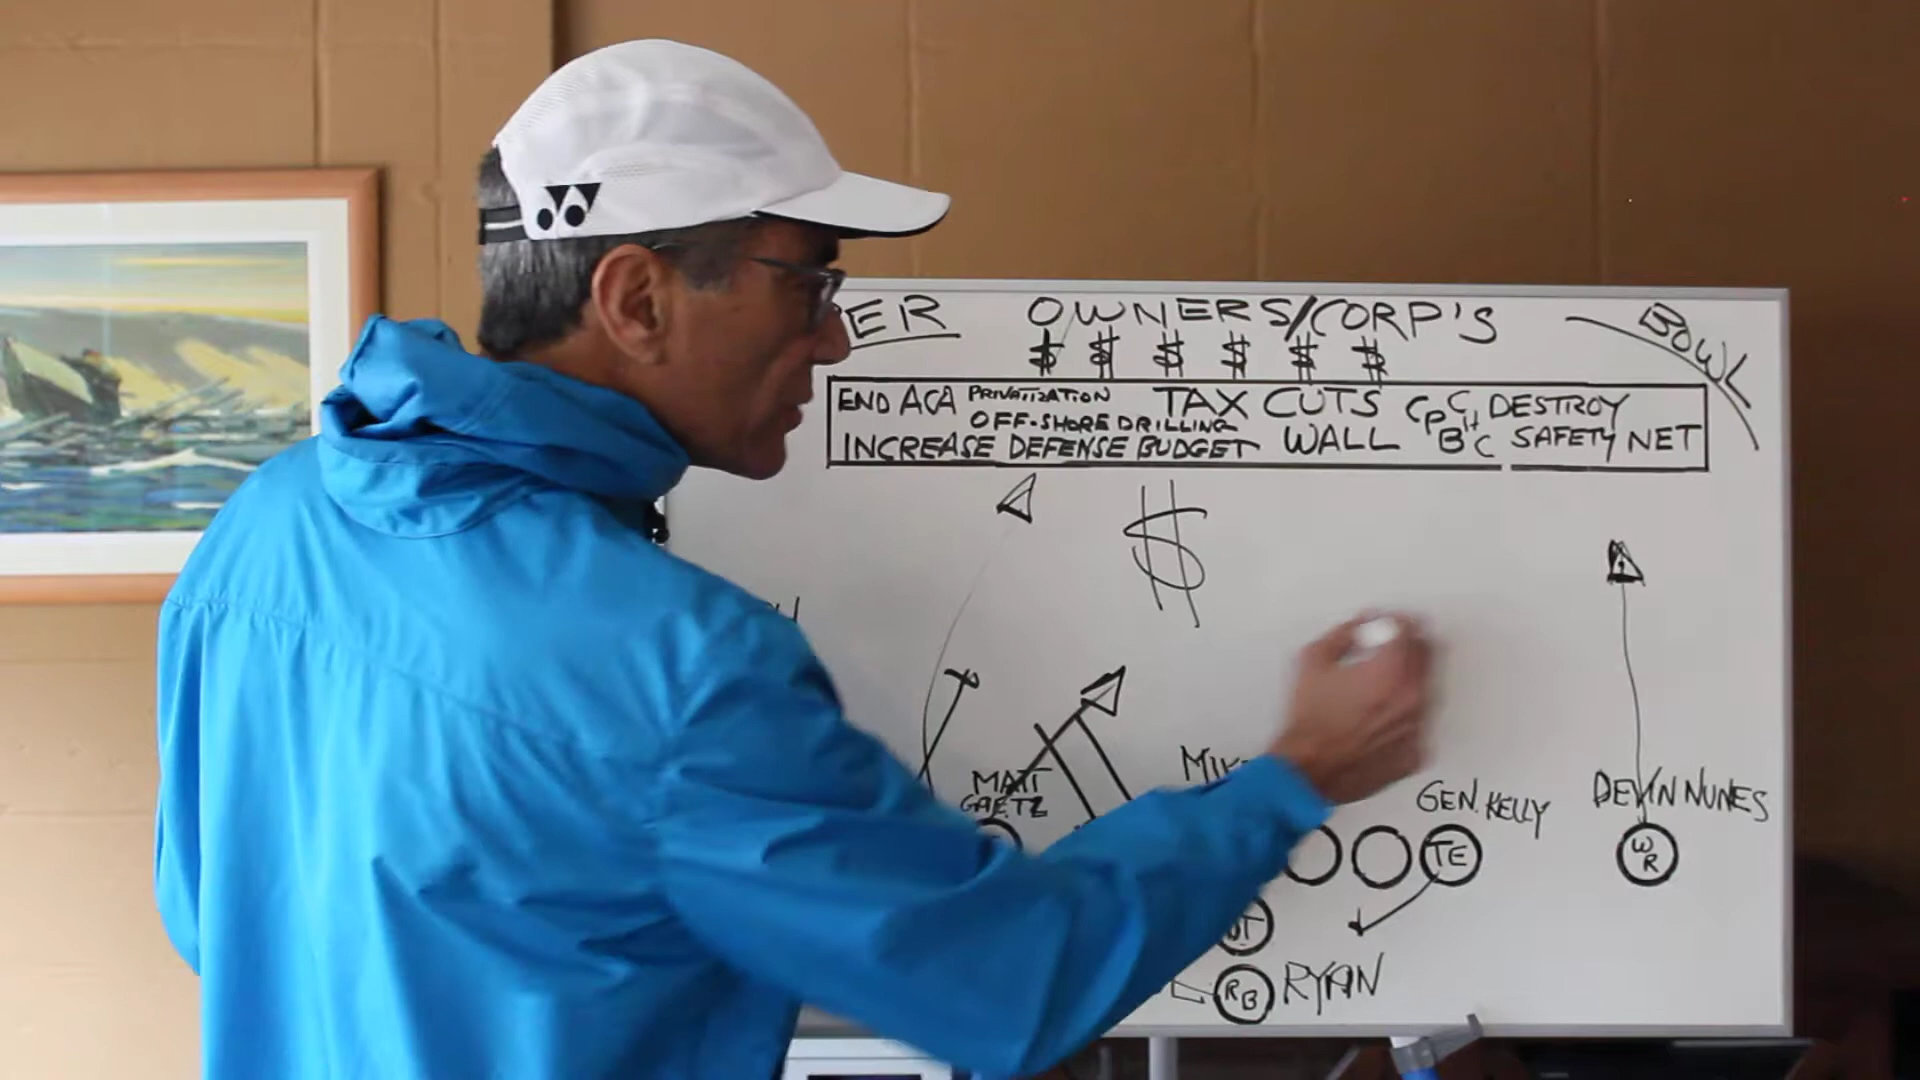 ER OWNERS/CORP'S BOWL
$ $ $ $ $ $
END ACA PRIVATIZATION TAX CUTS DESTROY
OFF-SHORE DRILLING
INCREASE DEFENSE BUDGET WALL SAFETY NET
$
MATT
GAETZ
MIKE
GEN. KELLY
DEVIN NUNES
TE
WR
RB RYAN